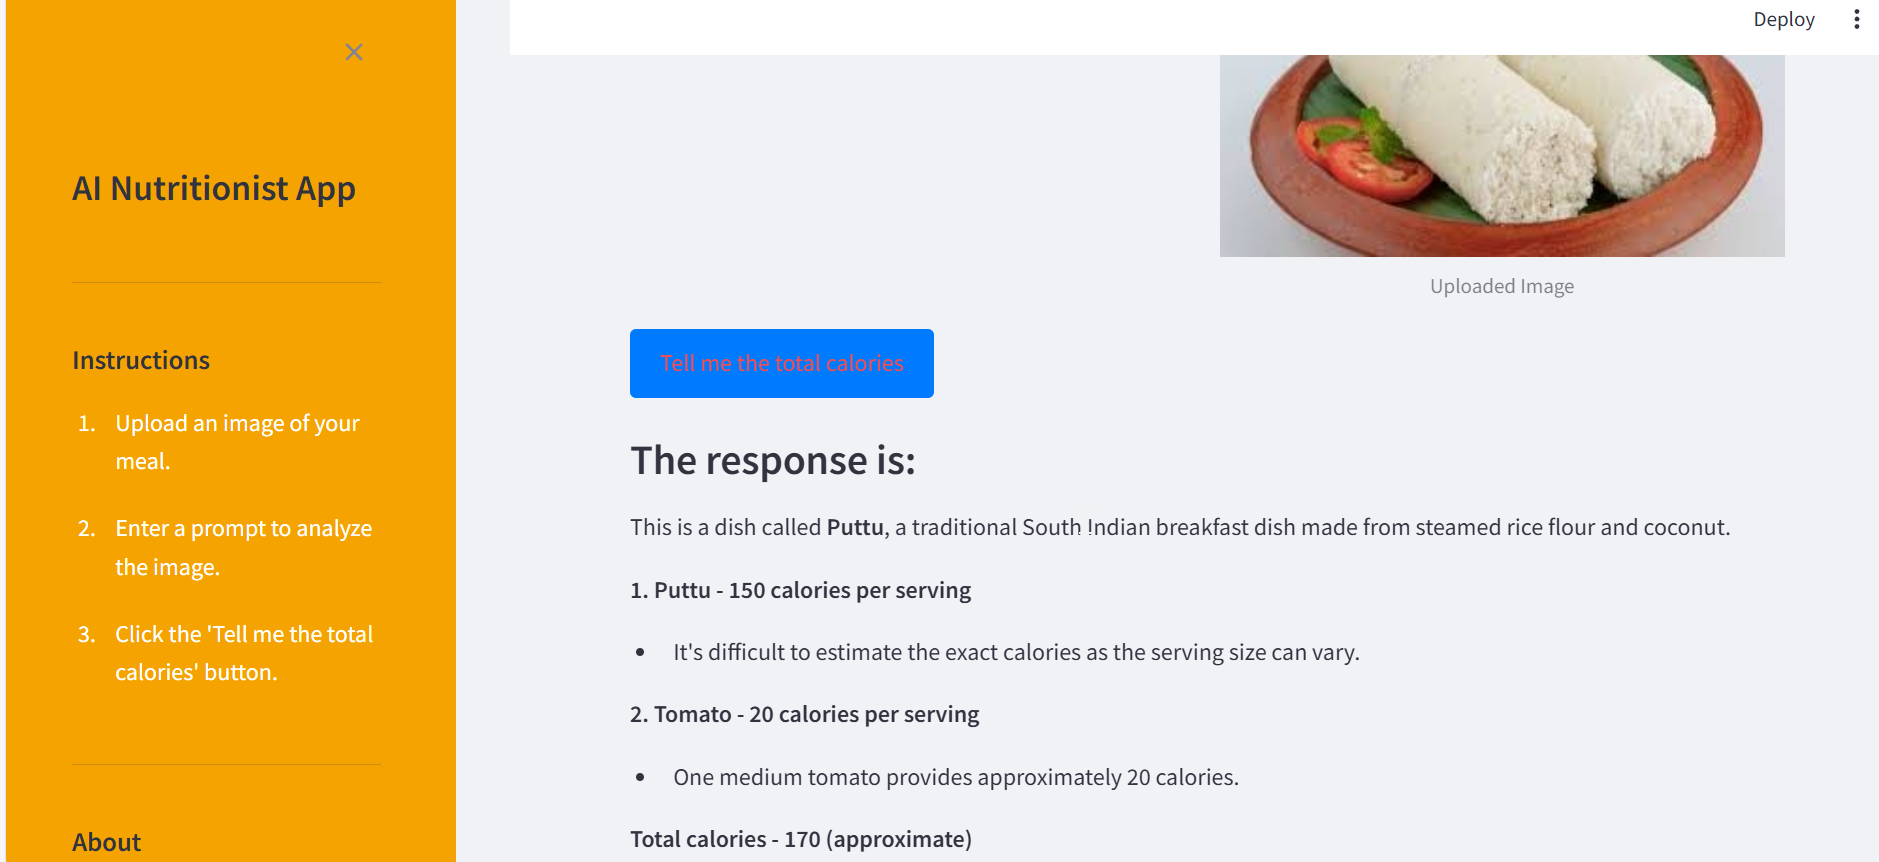 Deploy
AI Nutritionist App
Instructions
1. Upload an image of your
meal.
2. Enter a prompt to analyze
the image.
3. Click the 'Tell me the total
calories' button.
About
Uploaded Image
Tell me the total calories
The response is:
This is a dish called Puttu, a traditional South Indian breakfast dish made from steamed rice flour and coconut.
1. Puttu - 150 calories per serving
• It's difficult to estimate the exact calories as the serving size can vary.
2. Tomato - 20 calories per serving
• One medium tomato provides approximately 20 calories.
Total calories - 170 (approximate)